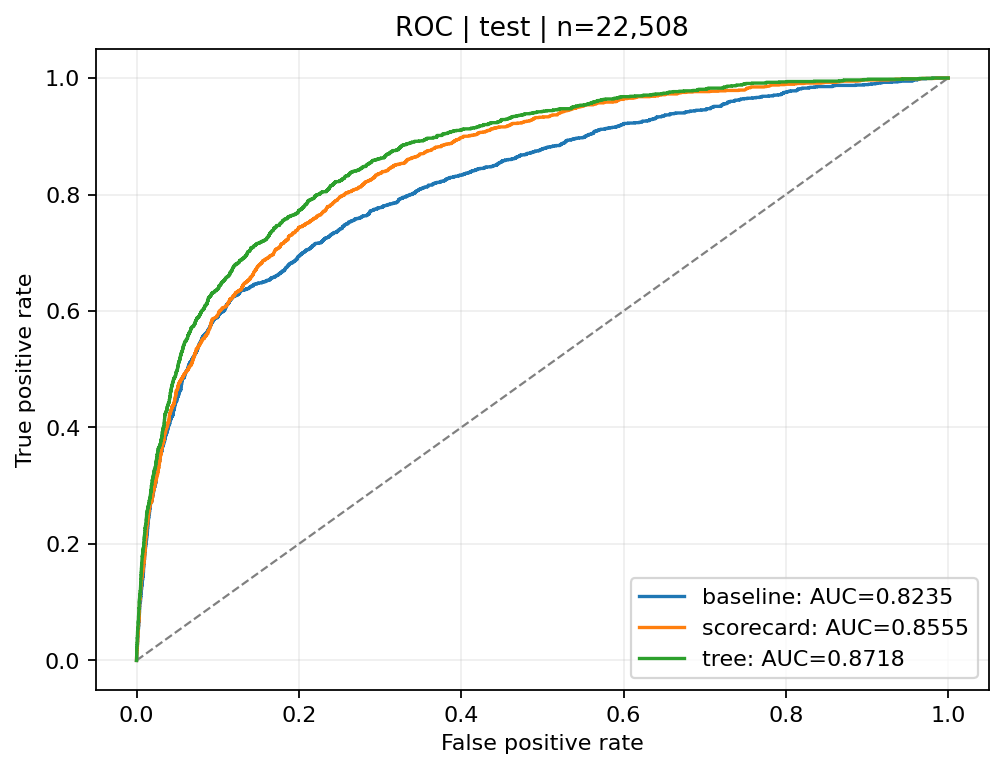 ROC | test | n=22,508
True positive rate
1.0
0.8
0.6
0.4
0.2
0.0
0.0 0.2 0.4 0.6 0.8 1.0
False positive rate
baseline: AUC=0.8235
scorecard: AUC=0.8555
tree: AUC=0.8718